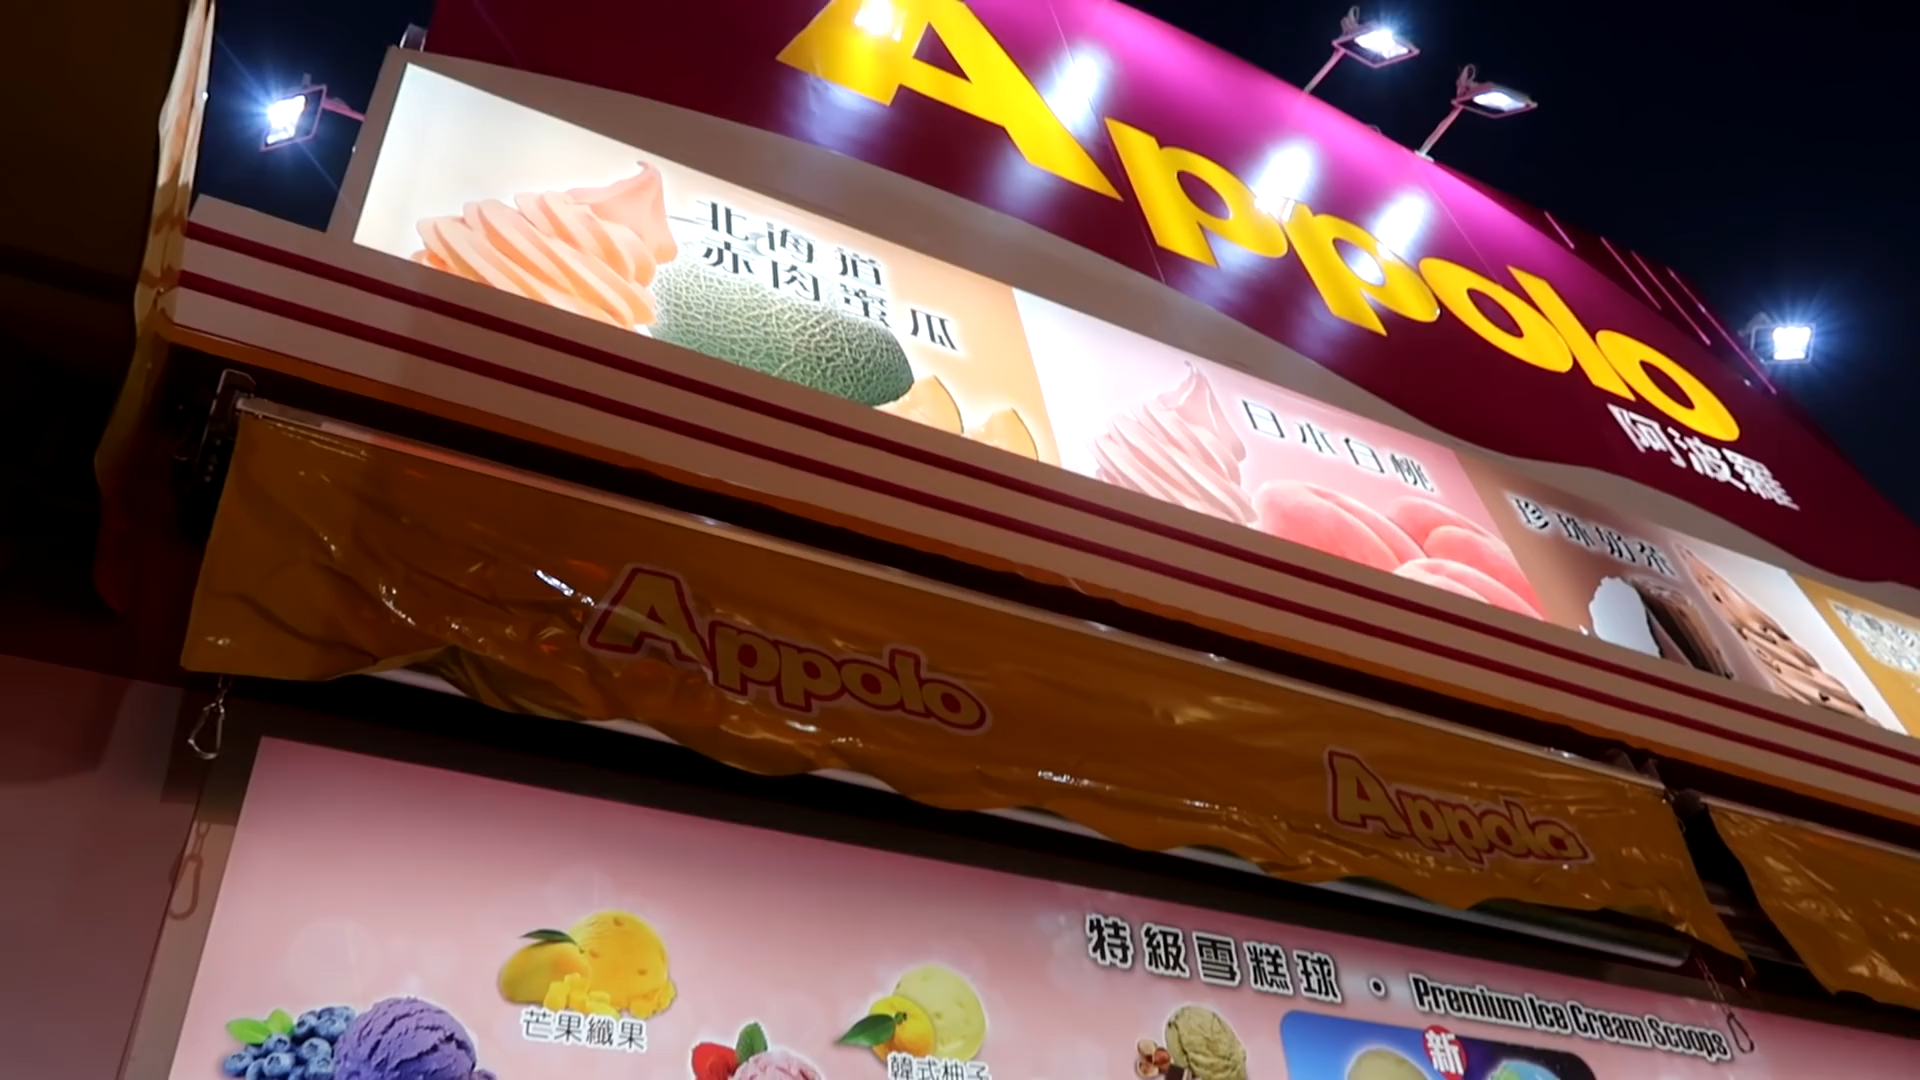 Appolo
阿波羅
北海道
赤肉蜜瓜
日本白桃
珍珠奶茶
Appolo
Appolo
特級雪糕球 · Premium Ice Cream Scoops
芒果纖果
韓式柚子
新